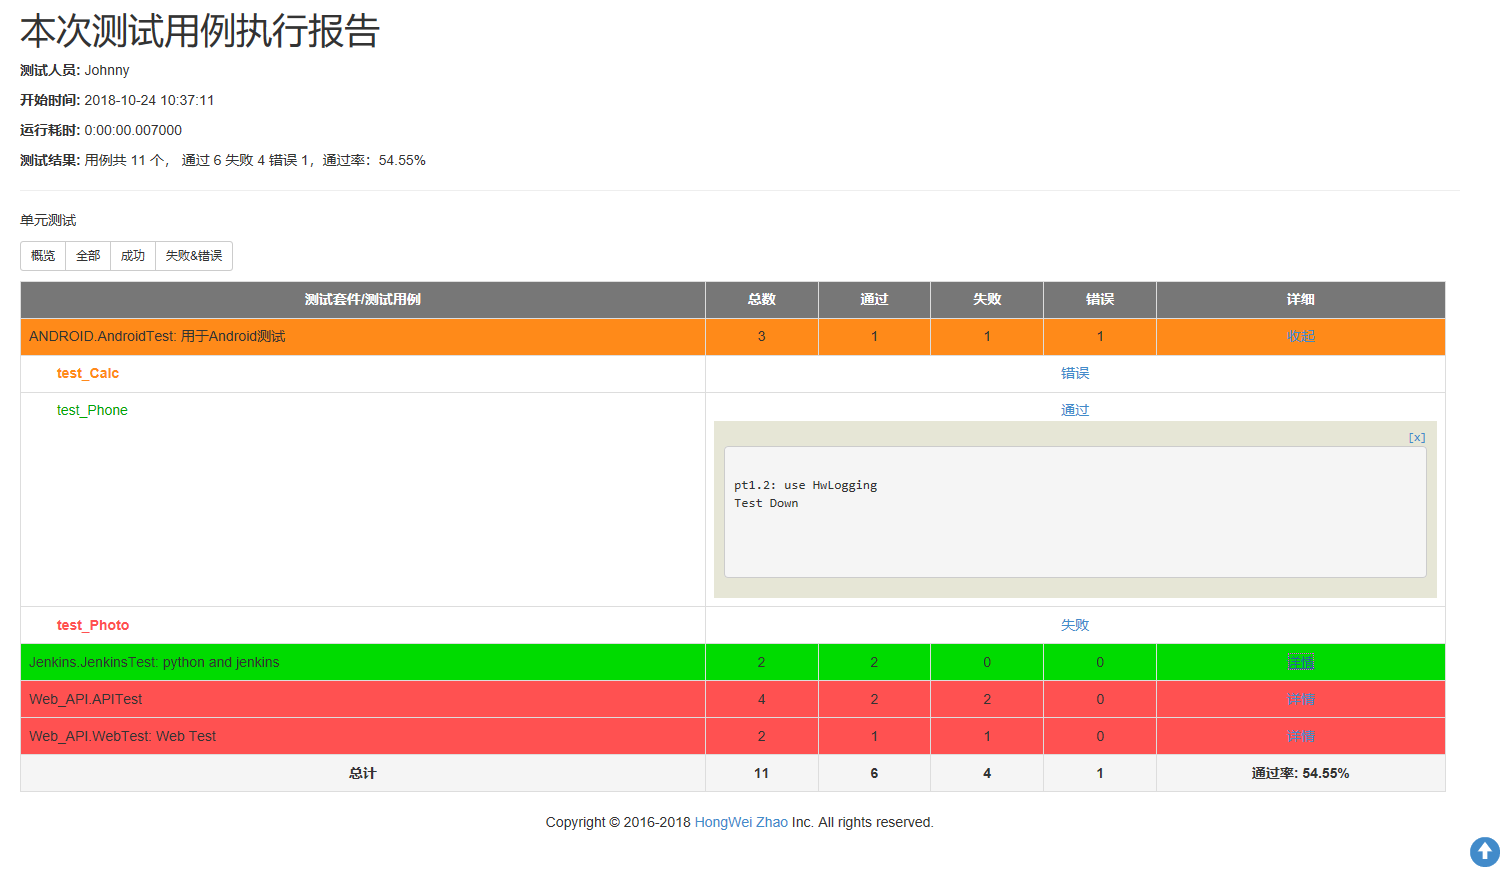 本次测试用例执行报告
测试人员: Johnny
开始时间: 2018-10-24 10:37:11
运行耗时: 0:00:00.007000
测试结果: 用例共 11 个， 通过 6 失败 4 错误 1，通过率：54.55%
单元测试
概览 全部 成功 失败&错误
测试套件/测试用例 总数 通过 失败 错误 详细
ANDROID.AndroidTest: 用于Android测试 3 1 1 1 收起
test_Calc 错误
test_Phone 通过
[x]
pt1.2: use HwLogging
Test Down
test_Photo 失败
Jenkins.JenkinsTest: python and jenkins 2 2 0 0 详情
Web_API.APITest 4 2 2 0 详情
Web_API.WebTest: Web Test 2 1 1 0 详情
总计 11 6 4 1 通过率: 54.55%
Copyright © 2016-2018 HongWei Zhao Inc. All rights reserved.